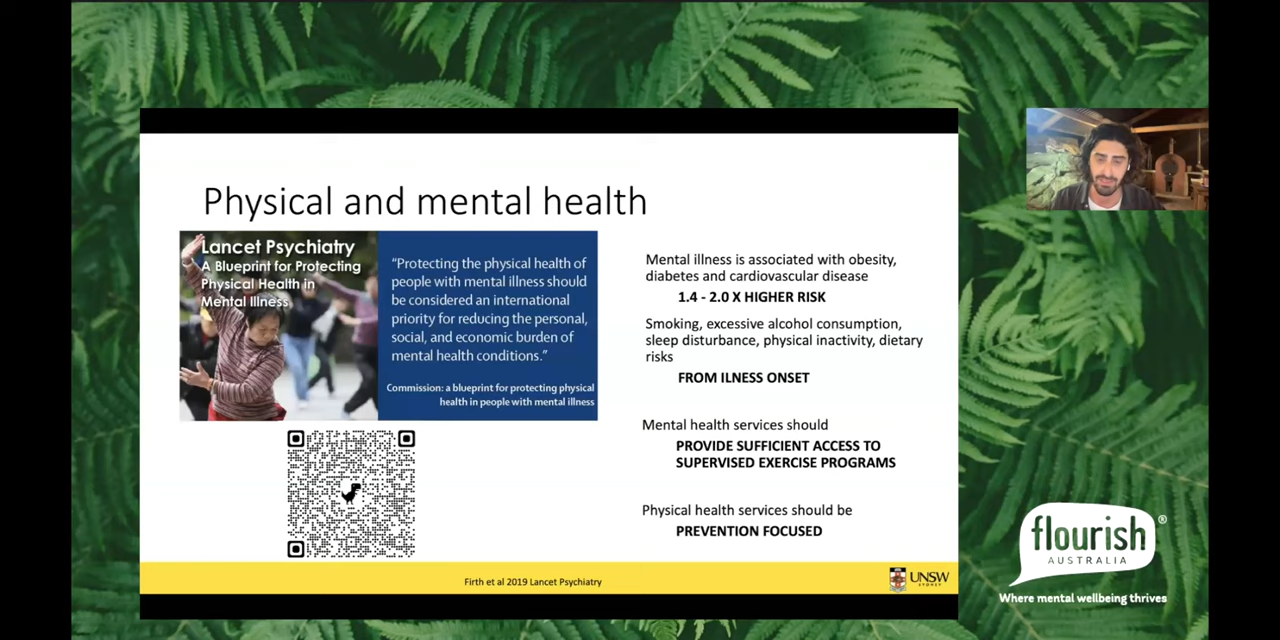 Physical and mental health
Lancet Psychiatry
A Blueprint for Protecting
Physical Health in
Mental Illness
“Protecting the physical health of
people with mental illness should
be considered an international
priority for reducing the personal,
social, and economic burden of
mental health conditions.”
Commission: a blueprint for protecting physical
health in people with mental illness
Mental illness is associated with obesity,
diabetes and cardiovascular disease
1.4 - 2.0 X HIGHER RISK
Smoking, excessive alcohol consumption,
sleep disturbance, physical inactivity, dietary
risks
FROM ILNESS ONSET
Mental health services should
PROVIDE SUFFICIENT ACCESS TO
SUPERVISED EXERCISE PROGRAMS
Physical health services should be
PREVENTION FOCUSED
Firth et al 2019 Lancet Psychiatry
UNSW
SYDNEY
flourish®
AUSTRALIA
Where mental wellbeing thrives